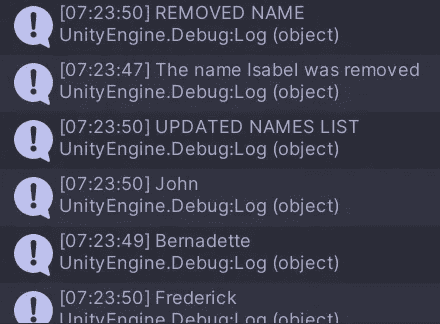 [07:23:50] REMOVED NAME
UnityEngine.Debug:Log (object)
[07:23:47] The name Isabel was removed
UnityEngine.Debug:Log (object)
[07:23:50] UPDATED NAMES LIST
UnityEngine.Debug:Log (object)
[07:23:50] John
UnityEngine.Debug:Log (object)
[07:23:49] Bernadette
UnityEngine.Debug:Log (object)
[07:23:50] Frederick
UnityEngine.Debug:Log (object)